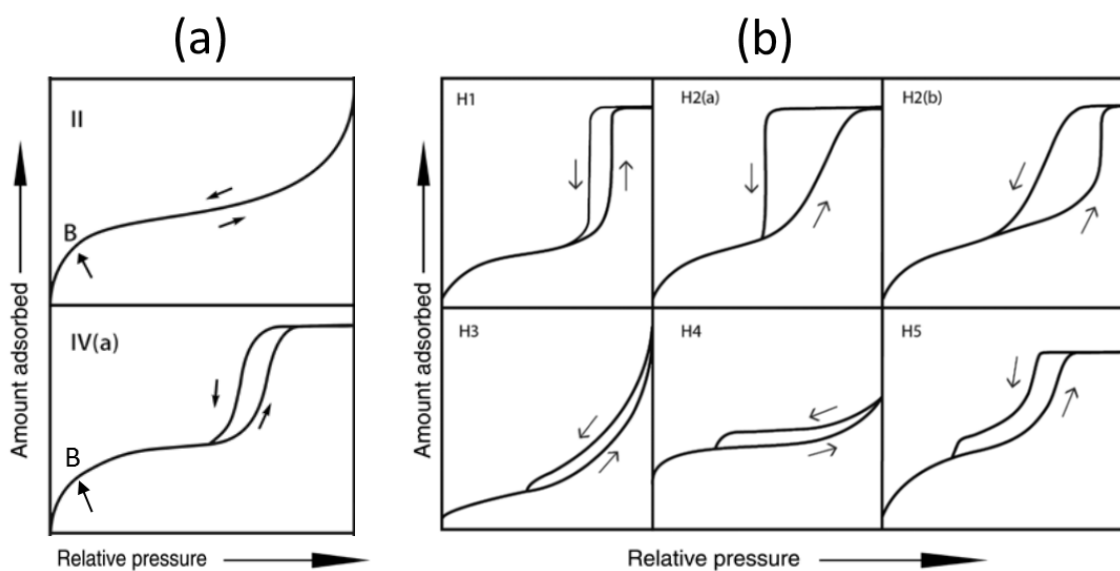 (a)
(b)
II
B
IV(a)
B
Amount adsorbed
Relative pressure
H1
H2(a)
H2(b)
H3
H4
H5
Amount adsorbed
Relative pressure